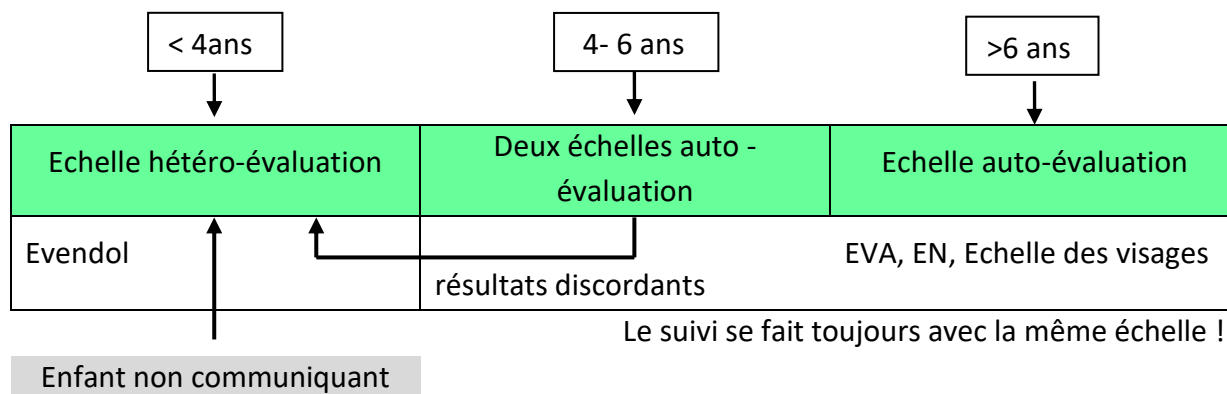 < 4ans
4- 6 ans
>6 ans
Echelle hétéro-évaluation
Deux échelles auto -
évaluation
Echelle auto-évaluation
Evendol
EVA, EN, Echelle des visages
résultats discordants
Le suivi se fait toujours avec la même échelle !
Enfant non communiquant